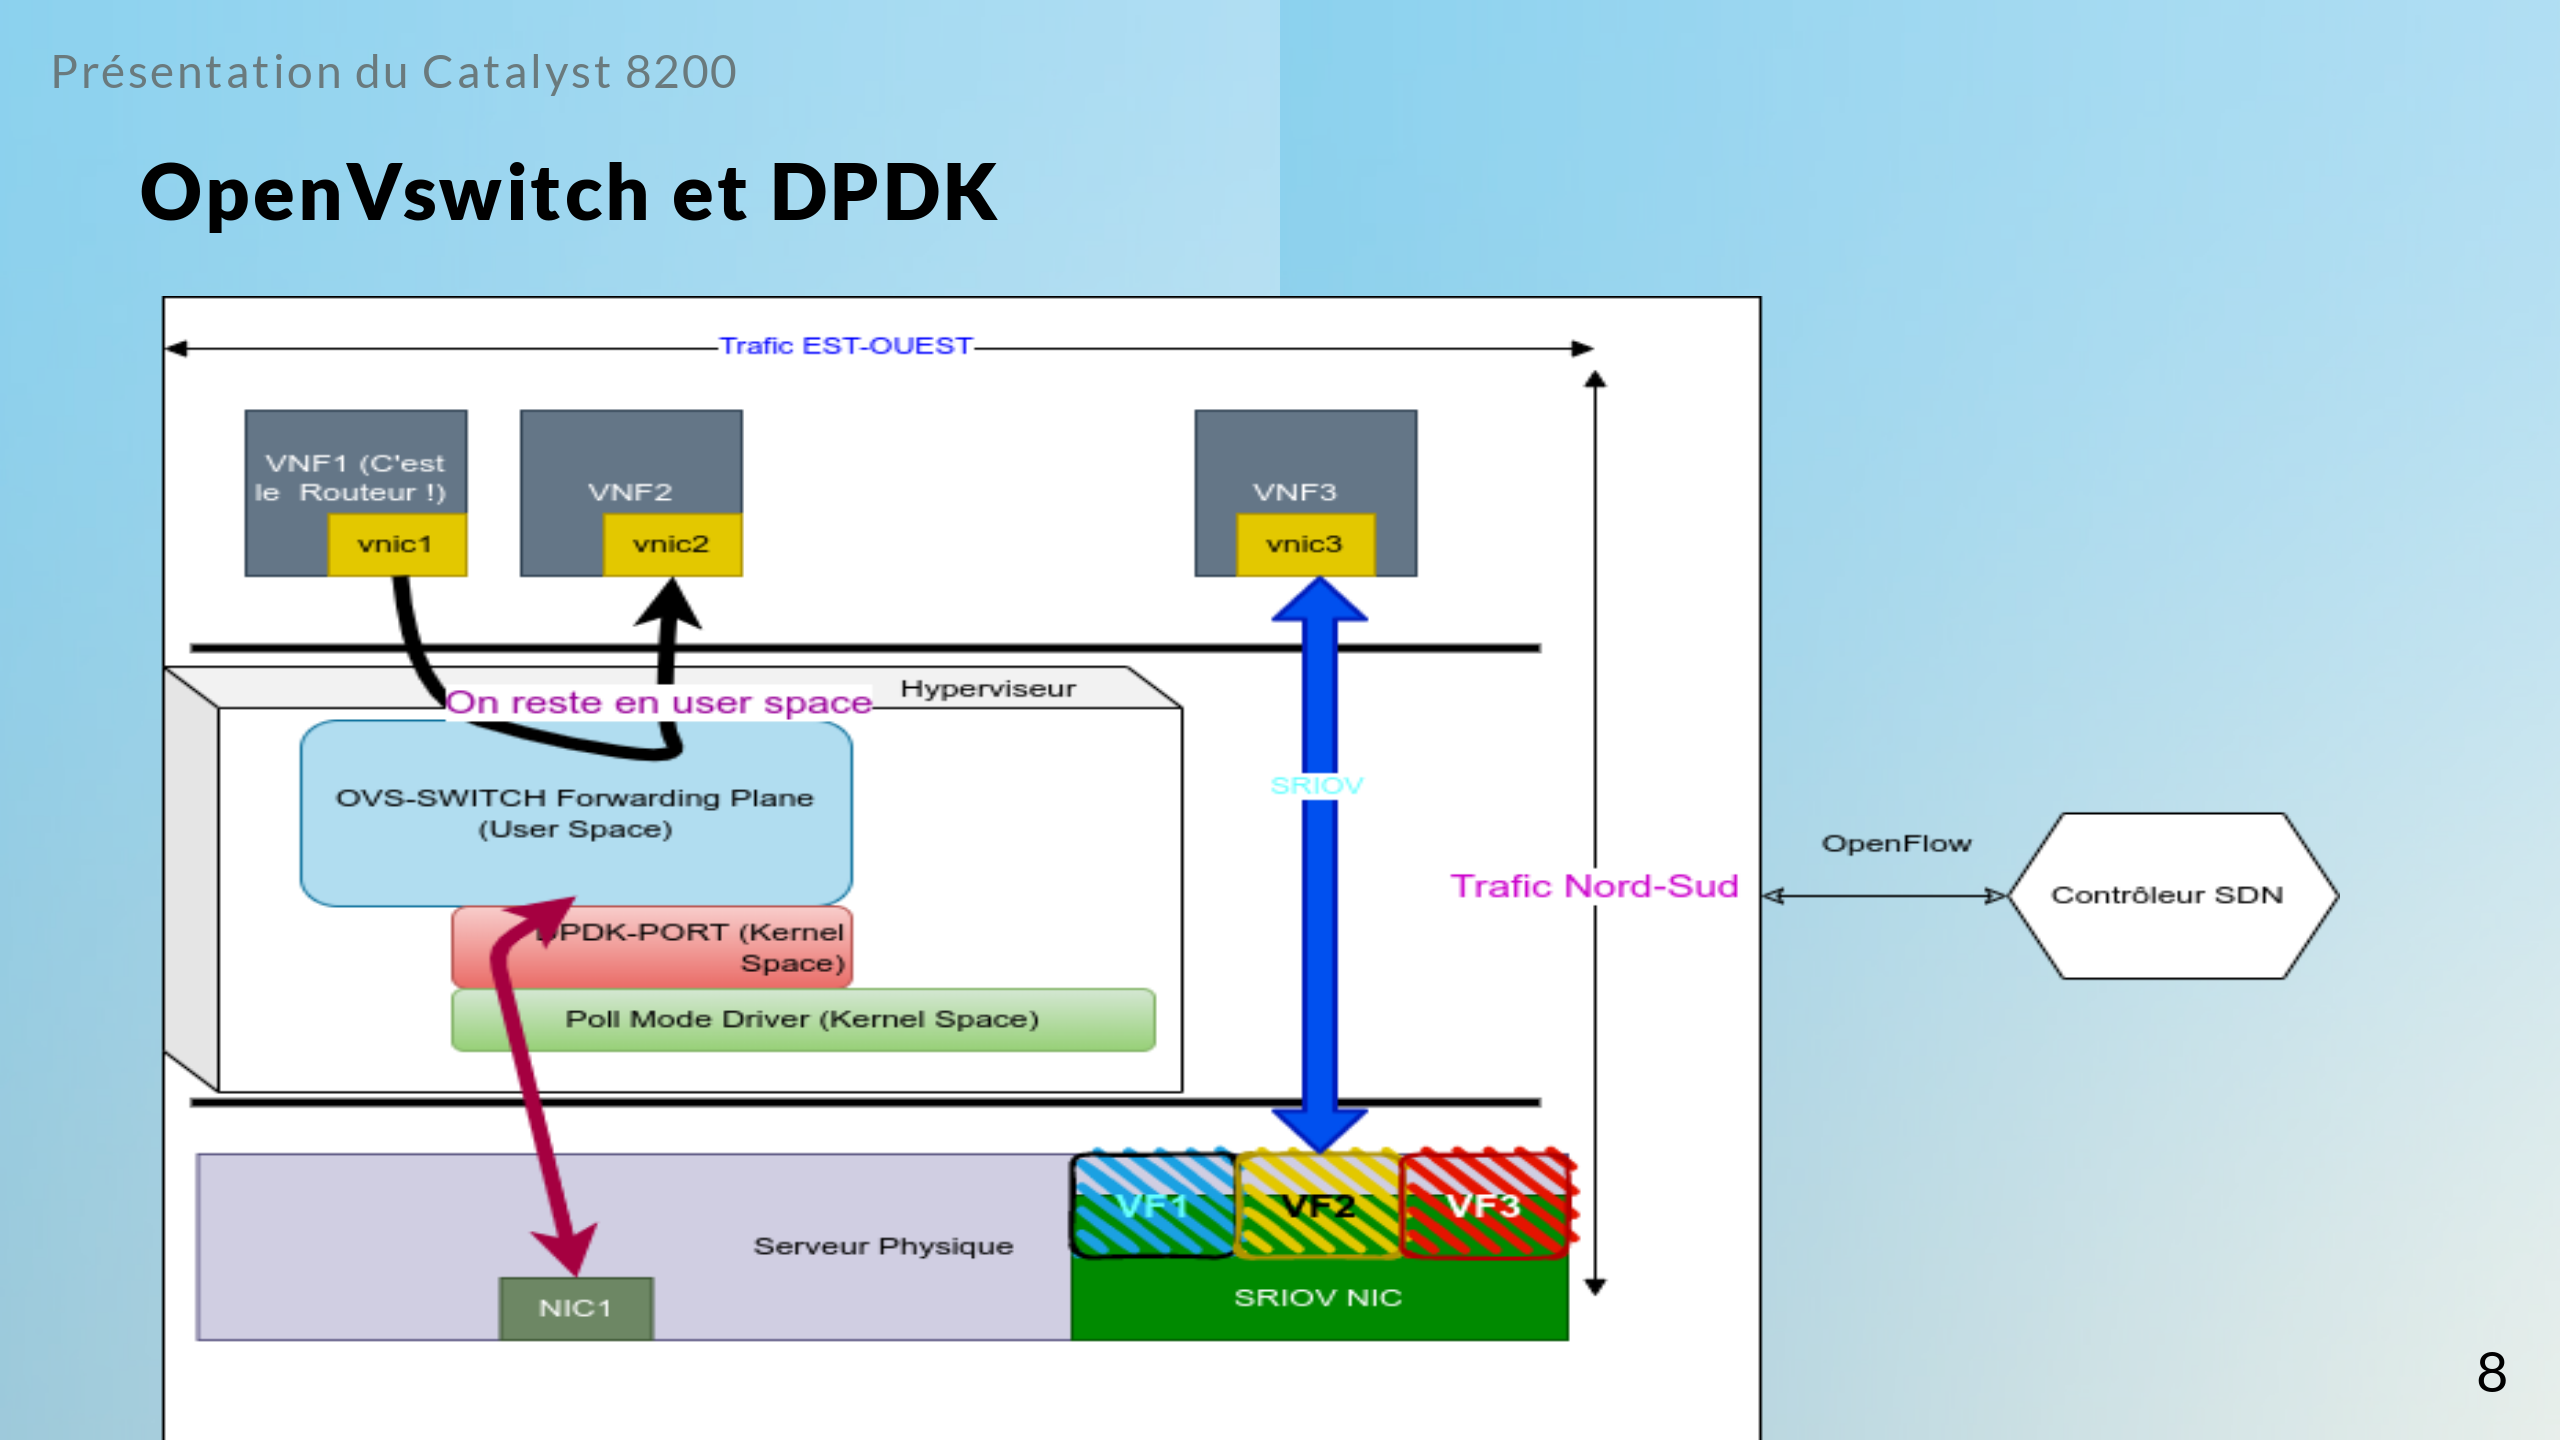 Présentation du Catalyst 8200
OpenVswitch et DPDK
Trafic EST-OUEST
VNF1 (C'est
le Routeur !)
vnic1
VNF2
vnic2
VNF3
vnic3
Hyperviseur
On reste en user space
OVS-SWITCH Forwarding Plane
(User Space)
DPDK-PORT (Kernel
Space)
Poll Mode Driver (Kernel Space)
SRIOV
Trafic Nord-Sud
OpenFlow
Contrôleur SDN
VF1
VF2
VF3
Serveur Physique
NIC1
SRIOV NIC
8